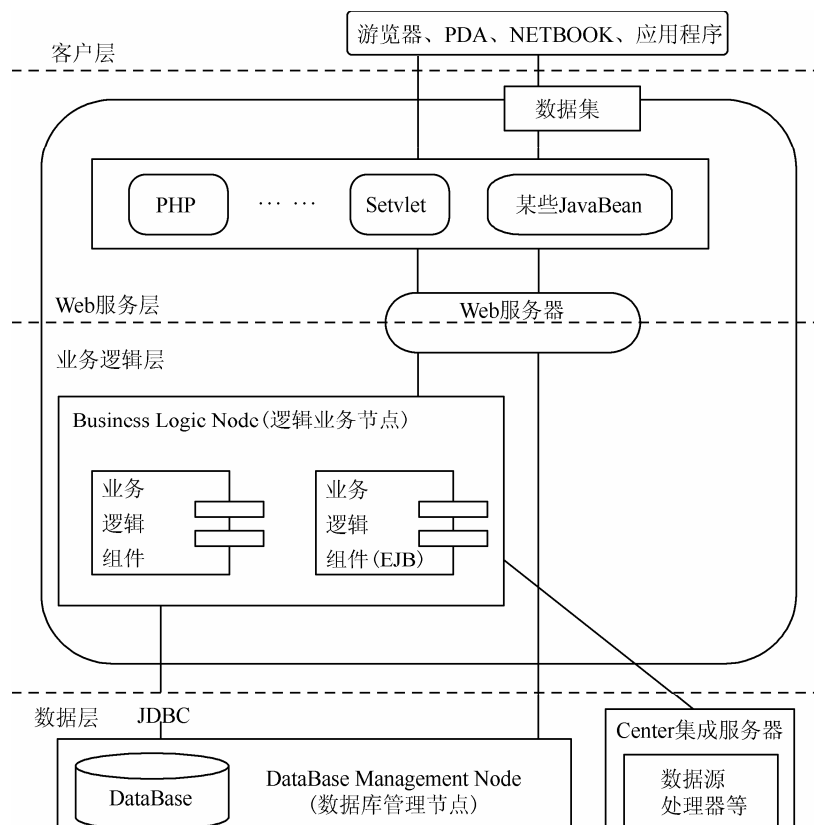 游览器、PDA、NETBOOK、应用程序
客户层
数据集
PHP
… …
Setvlet
某些JavaBean
Web服务层
Web服务器
业务逻辑层
Business Logic Node(逻辑业务节点)
业务
逻辑
组件
业务
逻辑
组件(EJB)
数据层
JDBC
Center集成服务器
DataBase
DataBase Management Node
(数据库管理节点)
数据源
处理器等